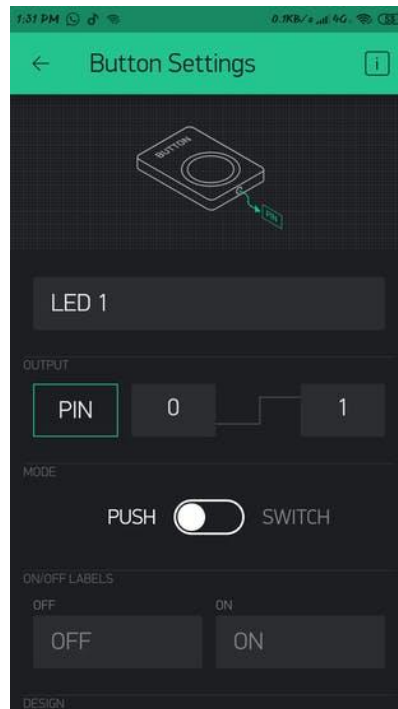 1:31 PM 0.1KB/s 4G
Button Settings
i
BUTTON
PIN
LED 1
OUTPUT
PIN 0 1
MODE
PUSH SWITCH
ON/OFF LABELS
OFF ON
OFF ON
DESIGN